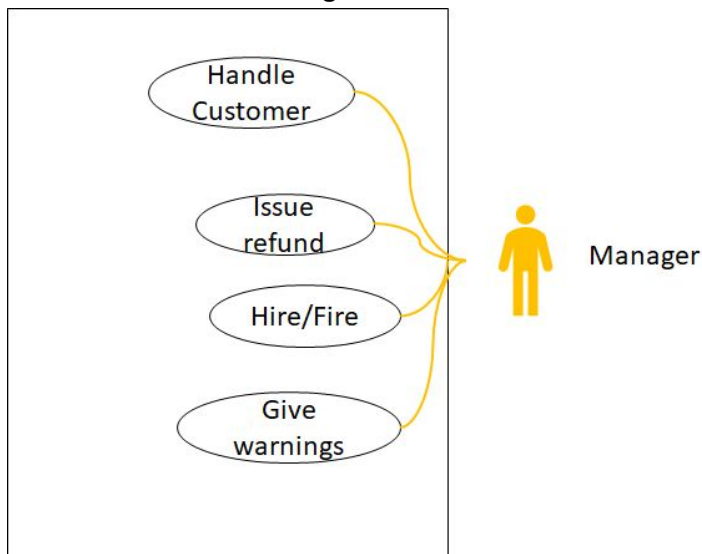 Handle
Customer
Issue
refund
Hire/Fire
Give
warnings
Manager